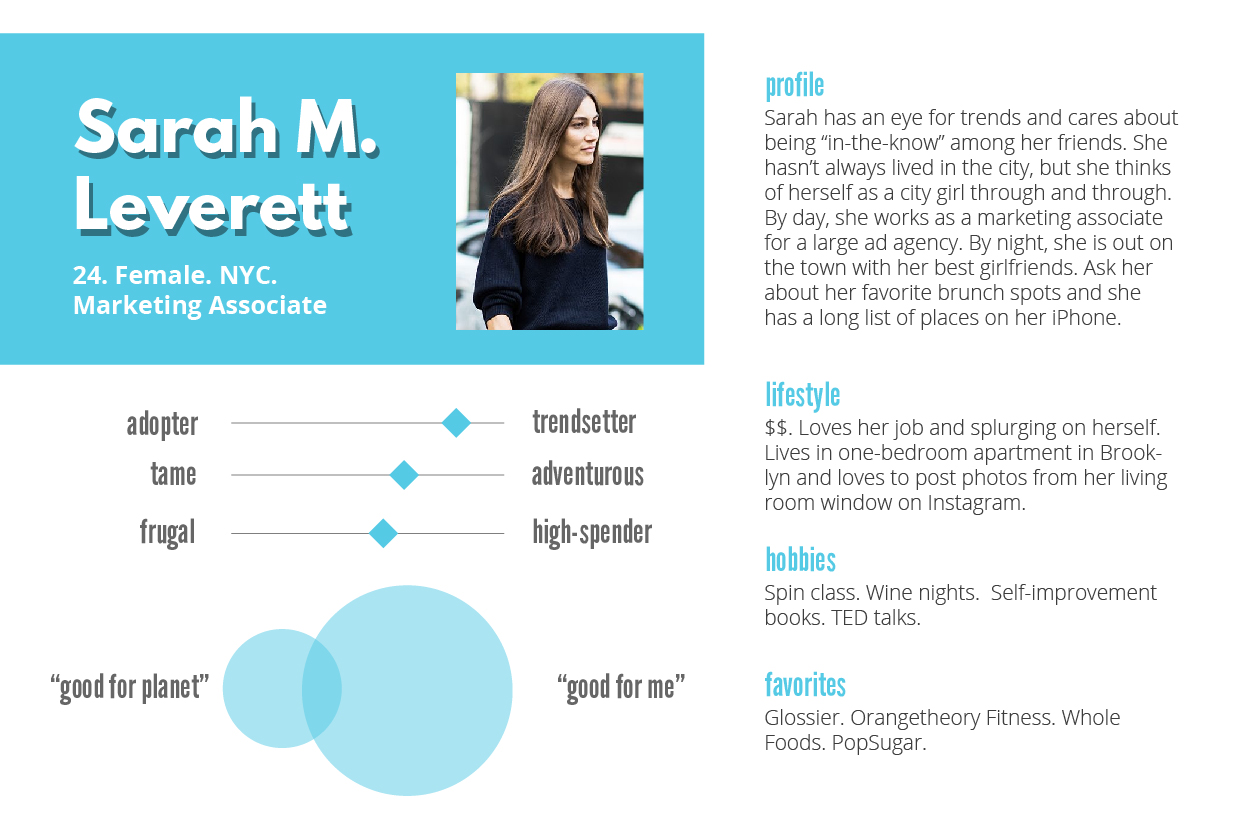 Sarah M.
Leverett
24. Female. NYC.
Marketing Associate
adopter
trendsetter
tame
adventurous
frugal
high-spender
“good for planet”
“good for me”
profile
Sarah has an eye for trends and cares about
being “in-the-know” among her friends. She
hasn’t always lived in the city, but she thinks
of herself as a city girl through and through.
By day, she works as a marketing associate
for a large ad agency. By night, she is out on
the town with her best girlfriends. Ask her
about her favorite brunch spots and she
has a long list of places on her iPhone.
lifestyle
$$. Loves her job and splurging on herself.
Lives in one-bedroom apartment in Brook-
lyn and loves to post photos from her living
room window on Instagram.
hobbies
Spin class. Wine nights.  Self-improvement
books. TED talks.
favorites
Glossier. Orangetheory Fitness. Whole
Foods. PopSugar.